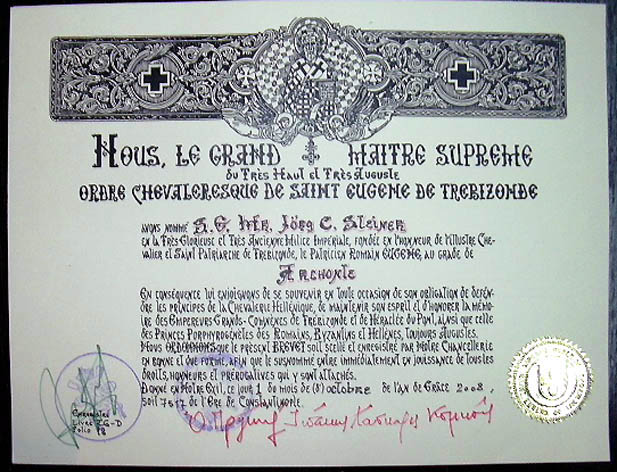 Nous, le Grand Maitre Supreme
du Très Haut et Très Auguste
Ordre Chevaleresque de Saint Eugene de Trebizonde
avons nommé S.E. Mr. Jörg C. Steiner
en la Très Glorieuse et Très Ancienne Milice Impériale, fondée en l'honneur de l'Illustre Che-
valier et Saint Patriarche de Trebizonde, le Patricien Romain EUGENE, au grade de
Archonte
En conséquence lui enjoignons de se souvenir en toute occasion de son obligation de défen-
dre les principes de la Chevalerie Hellénique, de maintenir son esprit et d'honorer la mémo-
ire des Empereurs Grands-Comnènes de Trébizonde et de Héraclée du Pont, ainsi que celle
des Princes Porphyrogenètes des Romains, Byzantins et Hellènes, toujours Augustes.
Nous ORDONNONS que le présent BREVET soit scellé et enregistré par Notre Chancellerie
en bonne et due forme, afin que le susnommé entre immédiatement en jouissance de tous les
droits, honneurs et prérogatives qui y sont attachés.
Donné en Notre Exil, ce jour 1 du mois de (8) octobre de l'An de Grâce 2008,
soit 7517 de l'Ere de Constantinople.
Enregistré
Livre EG-D
Folio 98